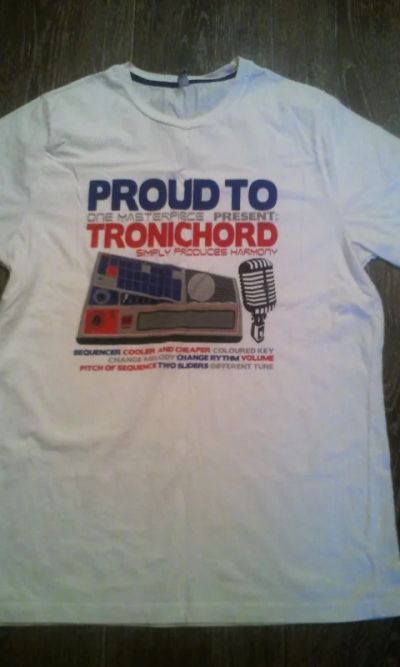 PROUD TO
ONE MASTERPIECE PRESENT:
TRONICHORD
SIMPLY PRODUCES HARMONY
SEQUENCER COOLER AND CHEAPER COLOURED KEY
CHANGE MELODY CHANGE RYTHM VOLUME
PITCH OF SEQUENCE TWO SLIDERS DIFFERENT TUNE